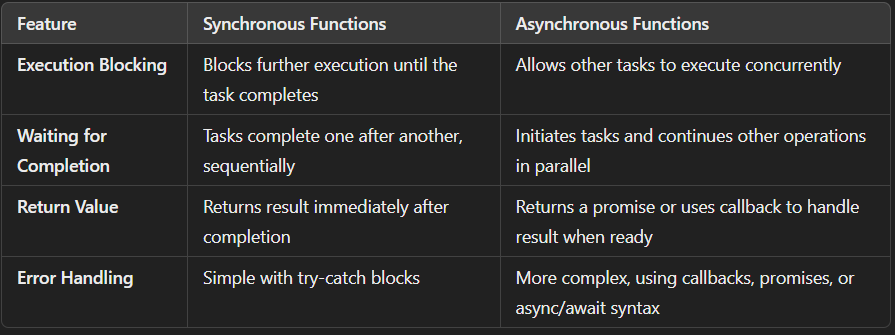 Feature Synchronous Functions Asynchronous Functions
Execution Blocking Blocks further execution until the task completes Allows other tasks to execute concurrently
Waiting for Completion Tasks complete one after another, sequentially Initiates tasks and continues other operations in parallel
Return Value Returns result immediately after completion Returns a promise or uses callback to handle result when ready
Error Handling Simple with try-catch blocks More complex, using callbacks, promises, or async/await syntax